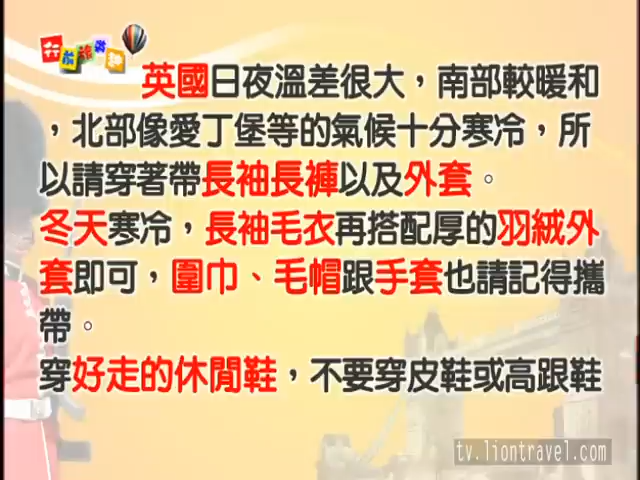 英國日夜溫差很大，南部較暖和
，北部像愛丁堡等的氣候十分寒冷，所
以請穿著帶長袖長褲以及外套。
冬天寒冷，長袖毛衣再搭配厚的羽絨外
套即可，圍巾、毛帽跟手套也請記得攜
帶。
穿好走的休閒鞋，不要穿皮鞋或高跟鞋
tv.liontravel.com